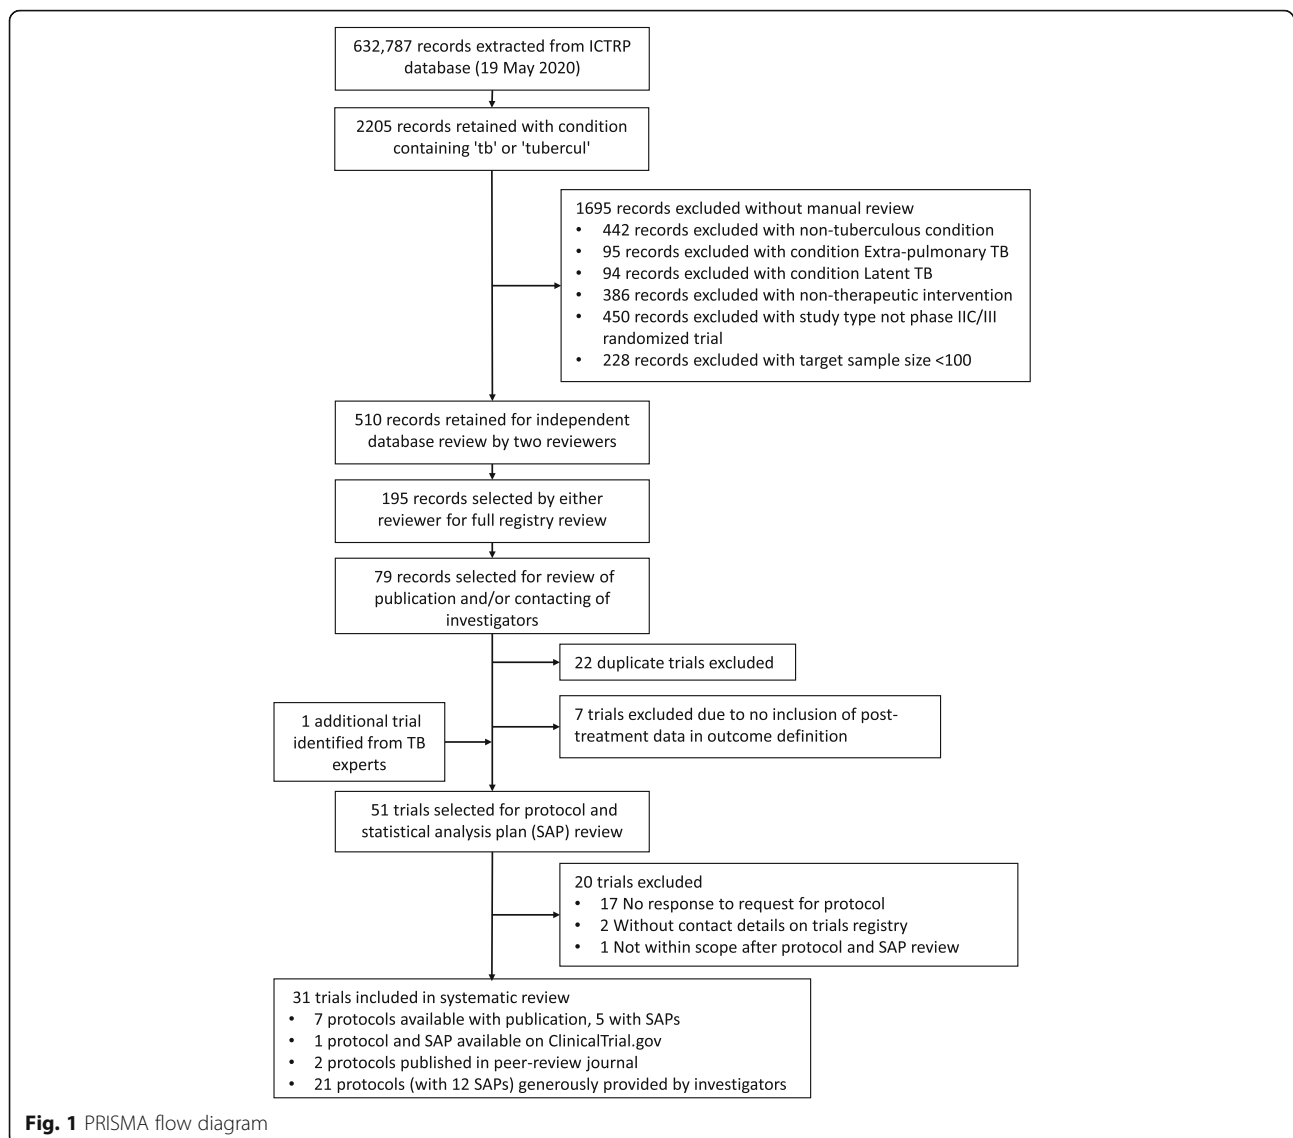 632,787 records extracted from ICTRP
database (19 May 2020)
2205 records retained with condition
containing 'tb' or 'tubercul'
1695 records excluded without manual review
• 442 records excluded with non-tuberculous condition
• 95 records excluded with condition Extra-pulmonary TB
• 94 records excluded with condition Latent TB
• 386 records excluded with non-therapeutic intervention
• 450 records excluded with study type not phase IIC/III
randomized trial
• 228 records excluded with target sample size <100
510 records retained for independent
database review by two reviewers
195 records selected by either
reviewer for full registry review
79 records selected for review of
publication and/or contacting of
investigators
22 duplicate trials excluded
7 trials excluded due to no inclusion of post-
treatment data in outcome definition
1 additional trial
identified from TB
experts
51 trials selected for protocol and
statistical analysis plan (SAP) review
20 trials excluded
• 17 No response to request for protocol
• 2 Without contact details on trials registry
• 1 Not within scope after protocol and SAP review
31 trials included in systematic review
• 7 protocols available with publication, 5 with SAPs
• 1 protocol and SAP available on ClinicalTrial.gov
• 2 protocols published in peer-review journal
• 21 protocols (with 12 SAPs) generously provided by investigators
Fig. 1 PRISMA flow diagram